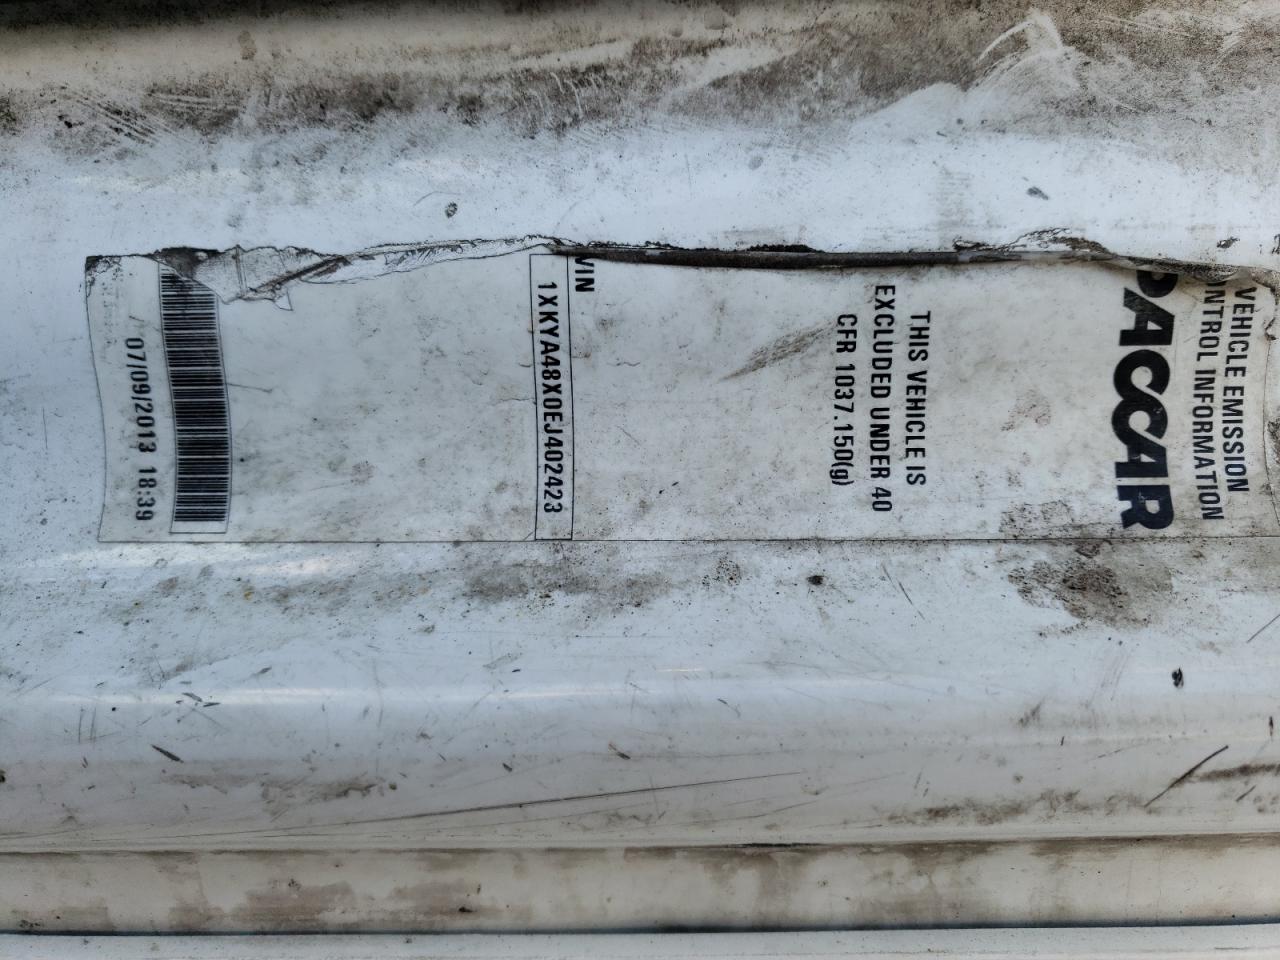 VEHICLE EMISSION
CONTROL INFORMATION
PACCAR
THIS VEHICLE IS
EXCLUDED UNDER 40
CFR 1037.150(g)
VIN
1XKYA48X0EJ402423
07/09/2013 18:39